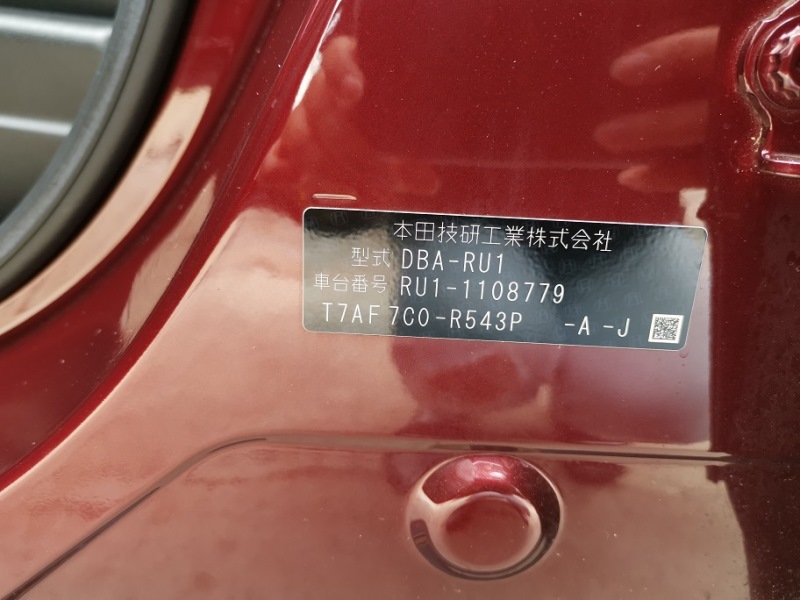 本田技研工業株式会社
型式 DBA-RU1
車台番号 RU1-1108779
T7AF7C0-R543P -A -J